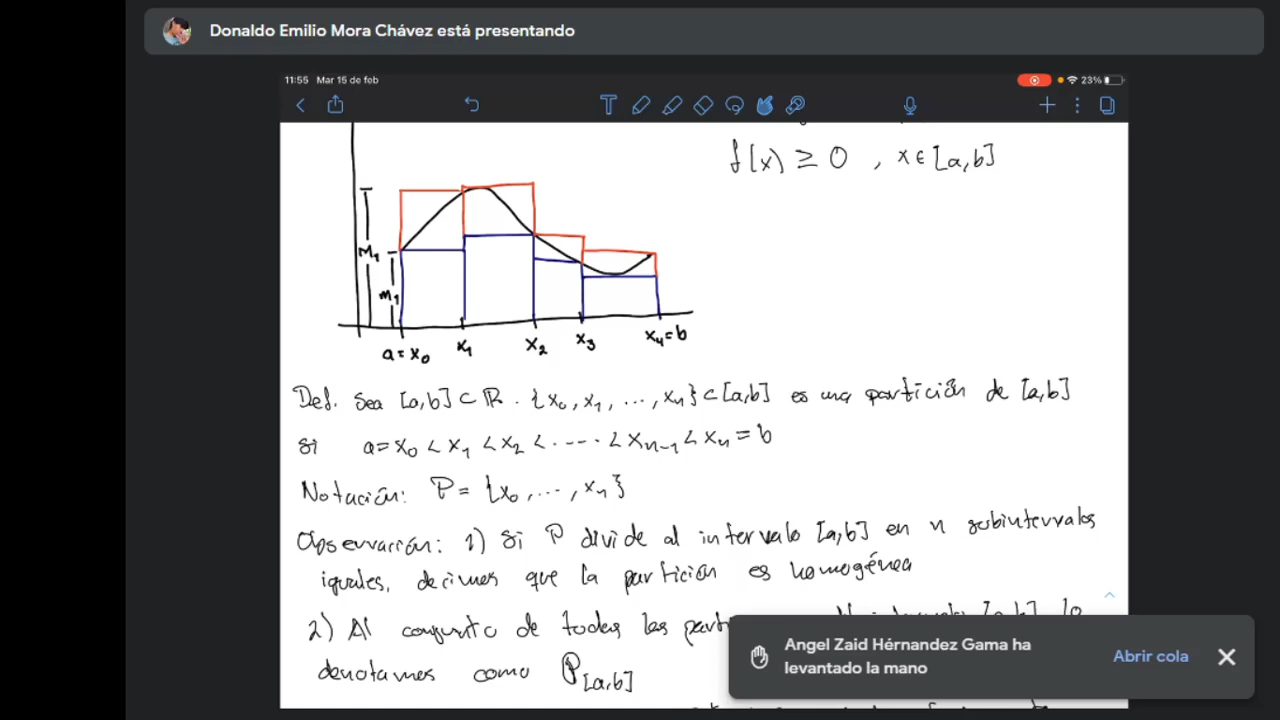 Donaldo Emilio Mora Chávez está presentando
11:55 Mar 15 de feb
23%
f(x) ≥ 0 , x ∈ [a,b]
M₁
m₁
a = x₀
x₁
x₂
x₃
x₄ = b
Def. Sea [a,b] ⊂ ℝ. {x₀, x₁, ..., xₙ} ⊂ [a,b] es una partición de [a,b]
si a = x₀ < x₁ < x₂ < ..... < xₙ₋₁ < xₙ = b
Notación: P = {x₀, ..., xₙ}
Observación: 1) Si P divide al intervalo [a,b] en n subintervalos
iguales, decimos que la partición es homogénea
2) Al conjunto de todas las [a,b] lo
denotamos como P[a,b]
Angel Zaid Hérnandez Gama ha
levantado la mano
Abrir cola